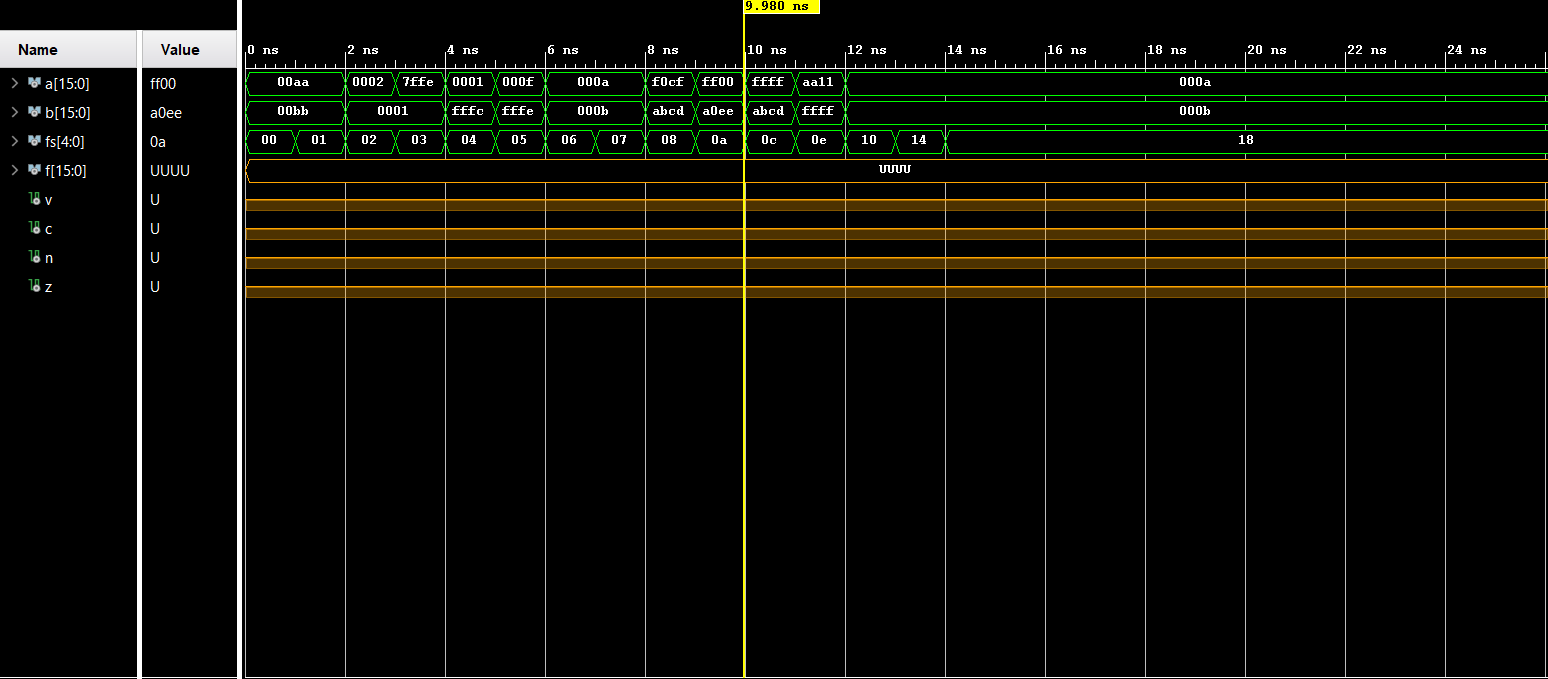 9.980 ns
Name Value
0 ns 2 ns 4 ns 6 ns 8 ns 10 ns 12 ns 14 ns 16 ns 18 ns 20 ns 22 ns 24 ns
a[15:0] ff00 00aa 0002 7ffe 0001 000f 000a f0cf ff00 ffff aa11 000a
b[15:0] a0ee 00bb 0001 fffc fffe 000b abcd a0ee abcd ffff 000b
fs[4:0] 0a 00 01 02 03 04 05 06 07 08 0a 0c 0e 10 14 18
f[15:0] UUUU UUUU
v U
c U
n U
z U